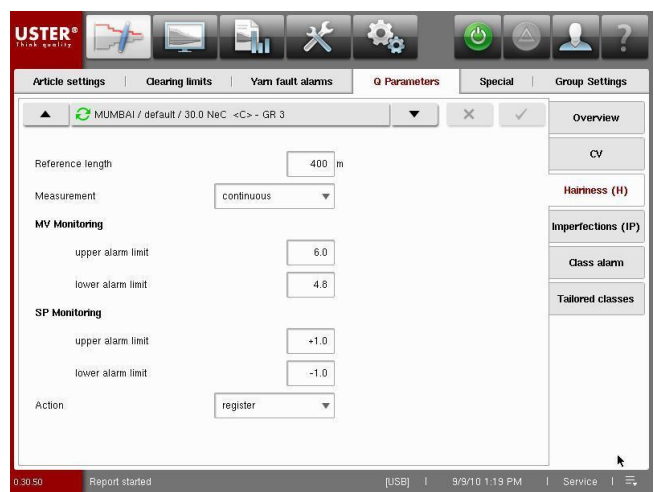 USTER®
Think quality
?
Article settings | Clearing limits | Yarn fault alarms Q Parameters Special | Group Settings
MUMBAI / default / 30.0 NeC <C> - GR 3
Overview
CV
Hairiness (H)
Imperfections (IP)
Class alarm
Tailored classes
Reference length 400 m
Measurement continuous
MV Monitoring
upper alarm limit 6.0
lower alarm limit 4.8
SP Monitoring
upper alarm limit +1.0
lower alarm limit -1.0
Action register
0.30.50 Report started [USB] | 9/9/10 1:19 PM | Service |